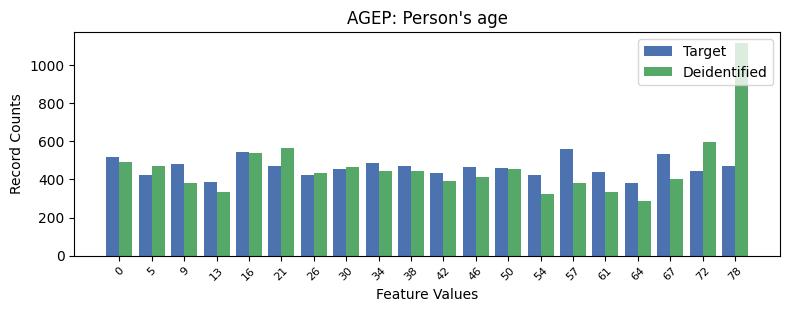 AGEP: Person's age
Target
Deidentified
Record Counts
1000
800
600
400
200
0
0 5 9 13 16 21 26 30 34 38 42 46 50 54 57 61 64 67 72 78
Feature Values